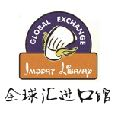 GLOBAL EXCHANGE
IMPORT LIBRARY
全球汇进口馆